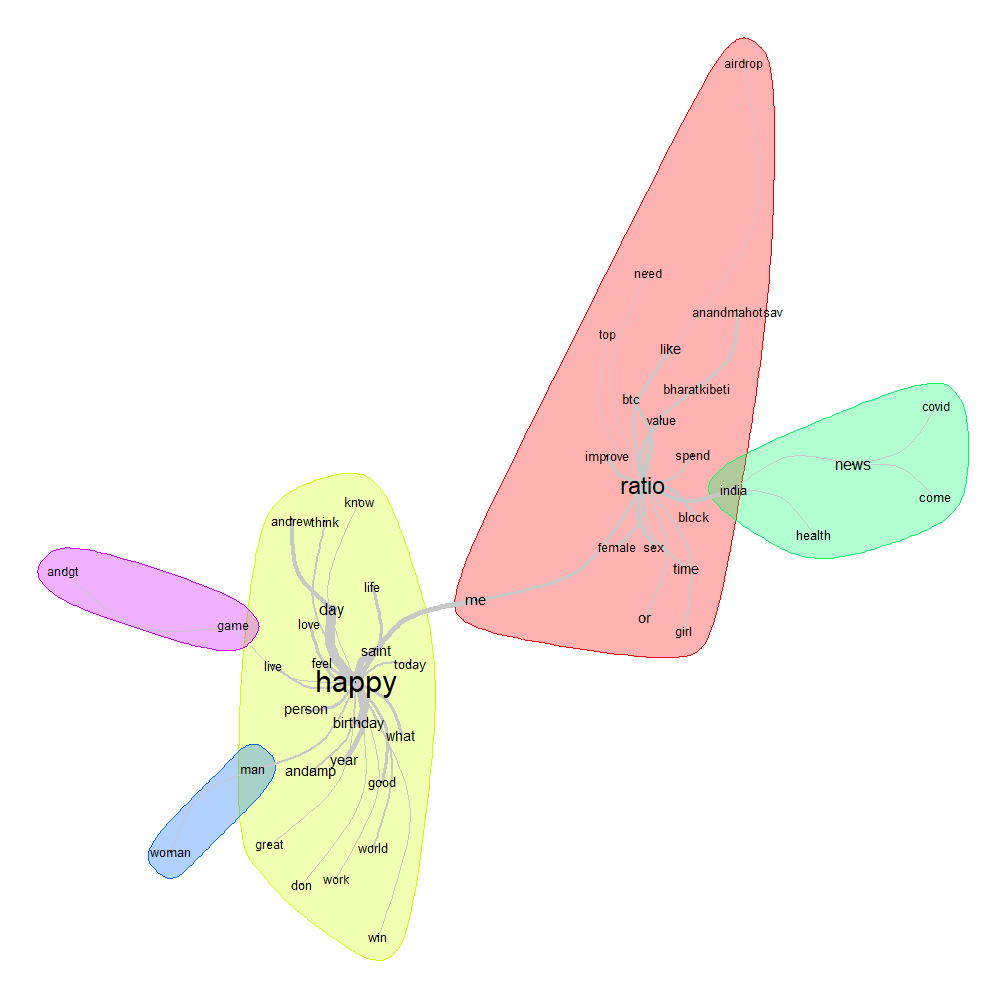 airdrop
need
anandmahotsav
top
like
bharatkibeti
btc
value
covid
improve
spend
news
ratio
india
come
block
health
know
andrew
think
female
sex
time
andgt
life
me
day
or
love
game
girl
saint
feel
today
live
happy
person
birthday
what
year
man
andamp
good
great
world
woman
work
don
win